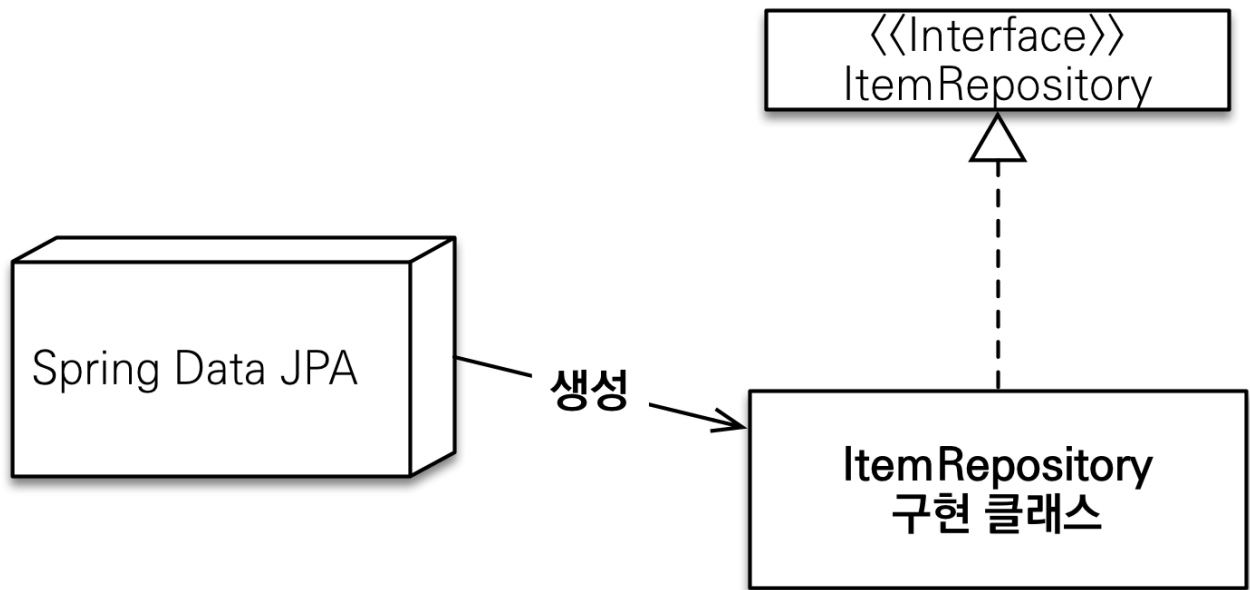 《Interface》
ItemRepository
Spring Data JPA
생성
ItemRepository
구현 클래스